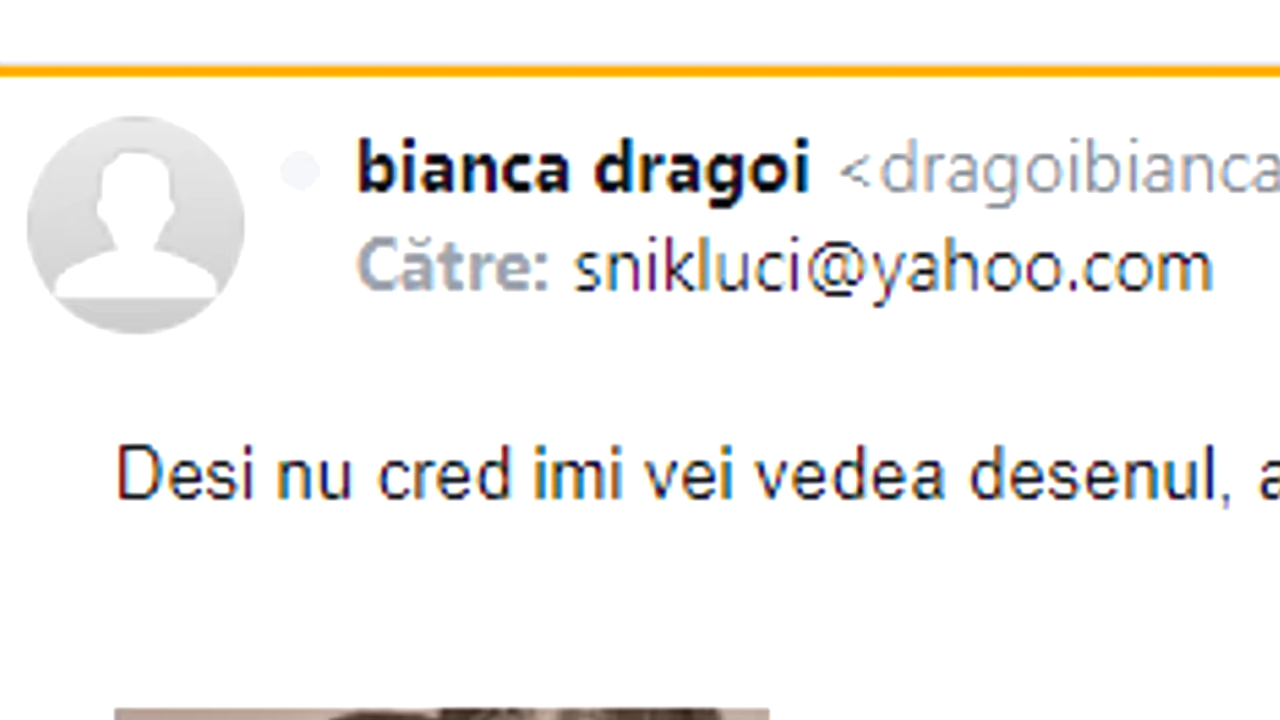 bianca dragoi <dragoibianca
Către: snikluci@yahoo.com
Desi nu cred imi vei vedea desenul, a